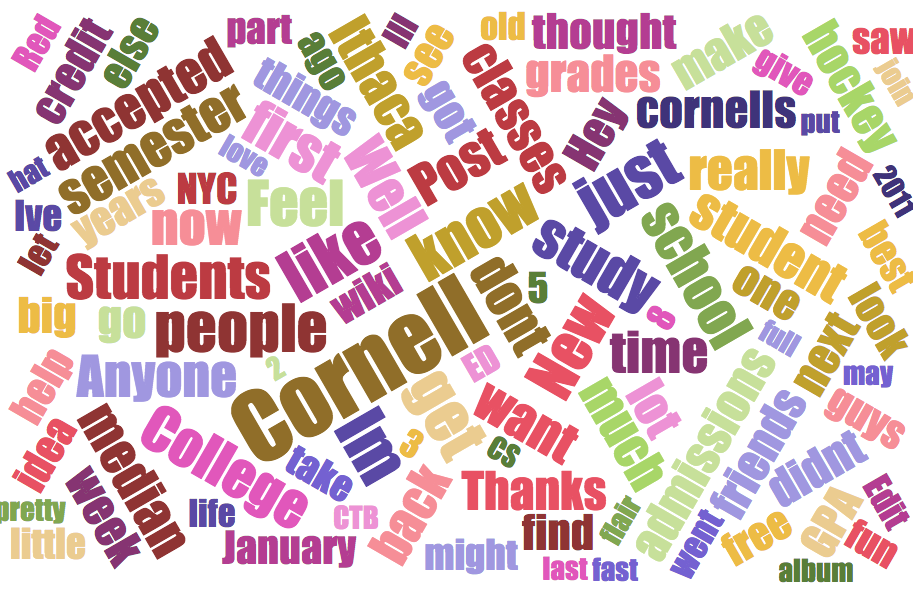 Red
credit
else
part
ago
Ithaca
Ill
see
old
thought
make
hockey
saw
accepted
things
got
classes
grades
give
join
semester
first
Hey
cornells
put
hat
love
Well
Post
just
really
need
2011
Ive
years
NYC
now
Feel
know
study
school
student
best
let
Students
like
wiki
dont
5
8
one
look
big
go
people
Cornell
ED
New
time
full
next
may
help
Anyone
2
get
want
much
lot
admissions
friends
guys
idea
median
College
Im
3
cs
didnt
week
take
back
Thanks
flair
GPA
Edit
pretty
life
CTB
find
went
free
fun
little
January
might
last
fast
album